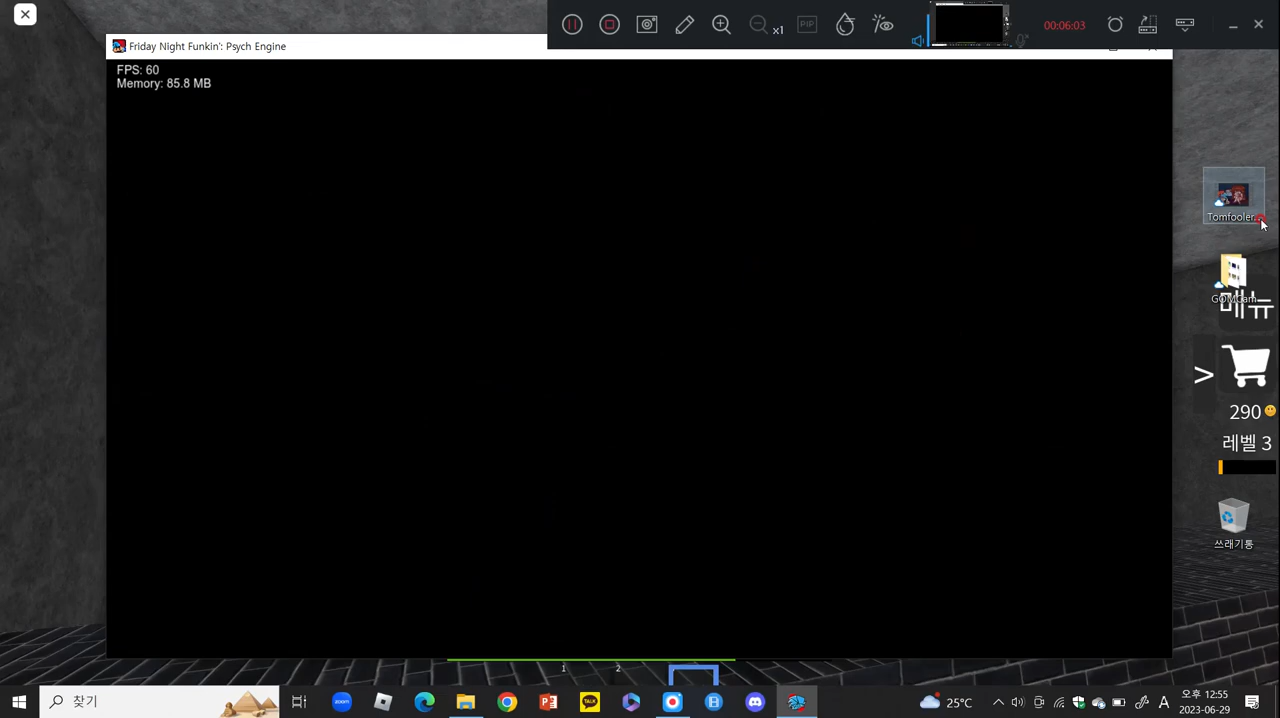 PIP
x1
00:06:03
Friday Night Funkin': Psych Engine
FPS: 60
Memory: 85.8 MB
Tomfooler...
GOMCam
메뉴
>
290
레벨 3
쓰레기통
1
2
찾기
zoom
TALK
25°C
A
오후 12:55
2023-06-29